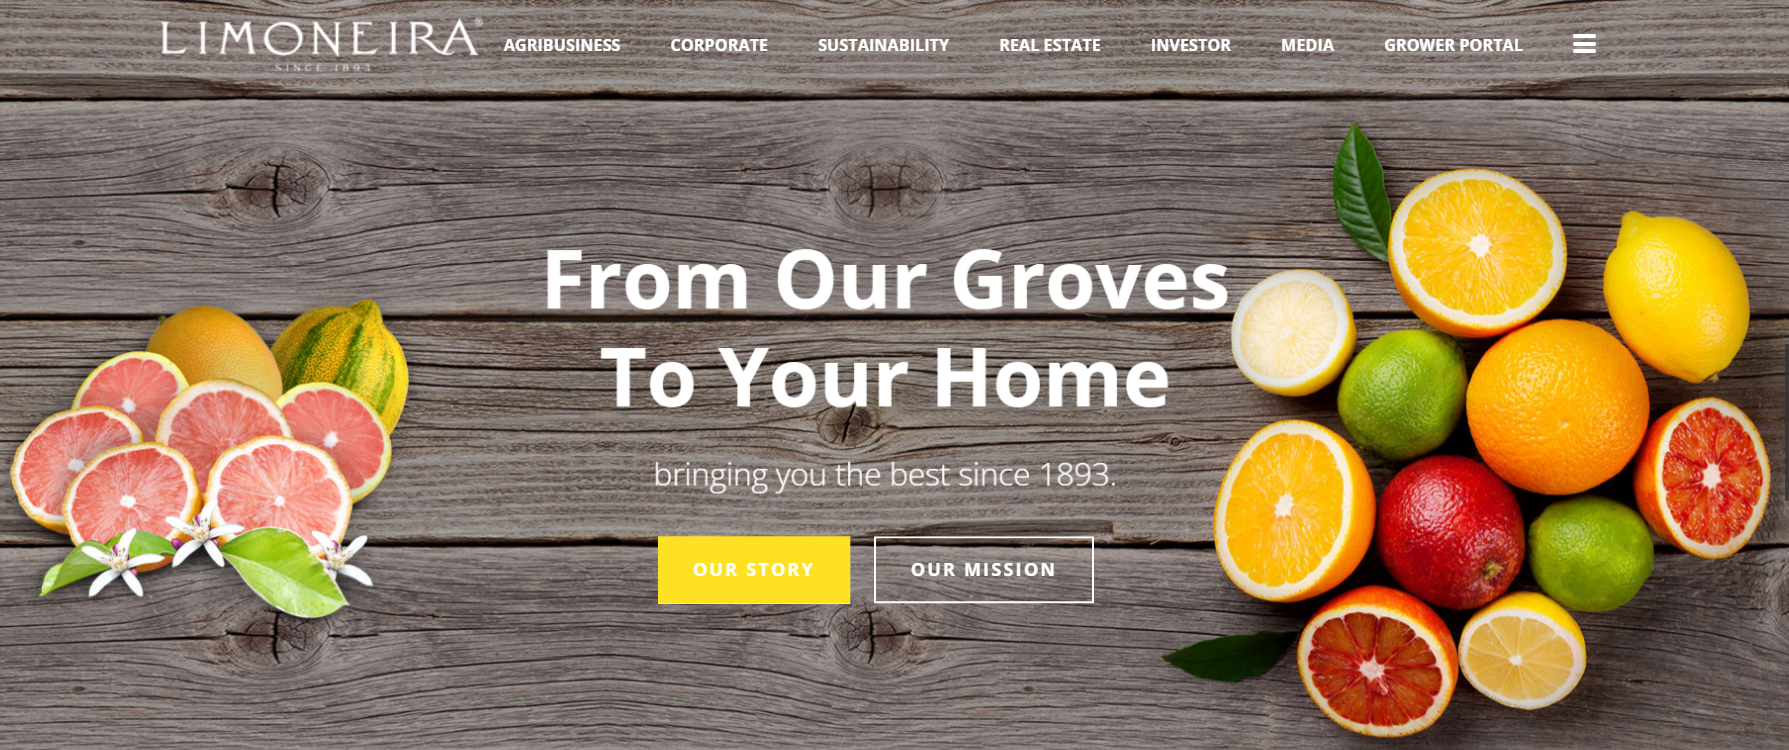 LIMONEIRA®
SINCE 1893
AGRIBUSINESS CORPORATE SUSTAINABILITY REAL ESTATE INVESTOR MEDIA GROWER PORTAL
From Our Groves
To Your Home
bringing you the best since 1893.
OUR STORY OUR MISSION